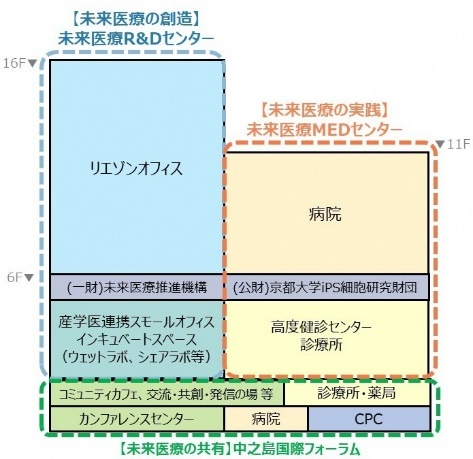 【未来医療の創造】
未来医療R&Dセンター
16F▼
【未来医療の実践】
未来医療MEDセンター
▼11F
リエゾンオフィス
病院
6F▼
(一財)未来医療推進機構
(公財)京都大学iPS細胞研究財団
産学医連携スモールオフィス
インキュベートスペース
(ウェットラボ、シェアラボ等)
高度健診センター
診療所
コミュニティカフェ、交流・共創・発信の場 等
診療所・薬局
カンファレンスセンター
病院
CPC
【未来医療の共有】中之島国際フォーラム